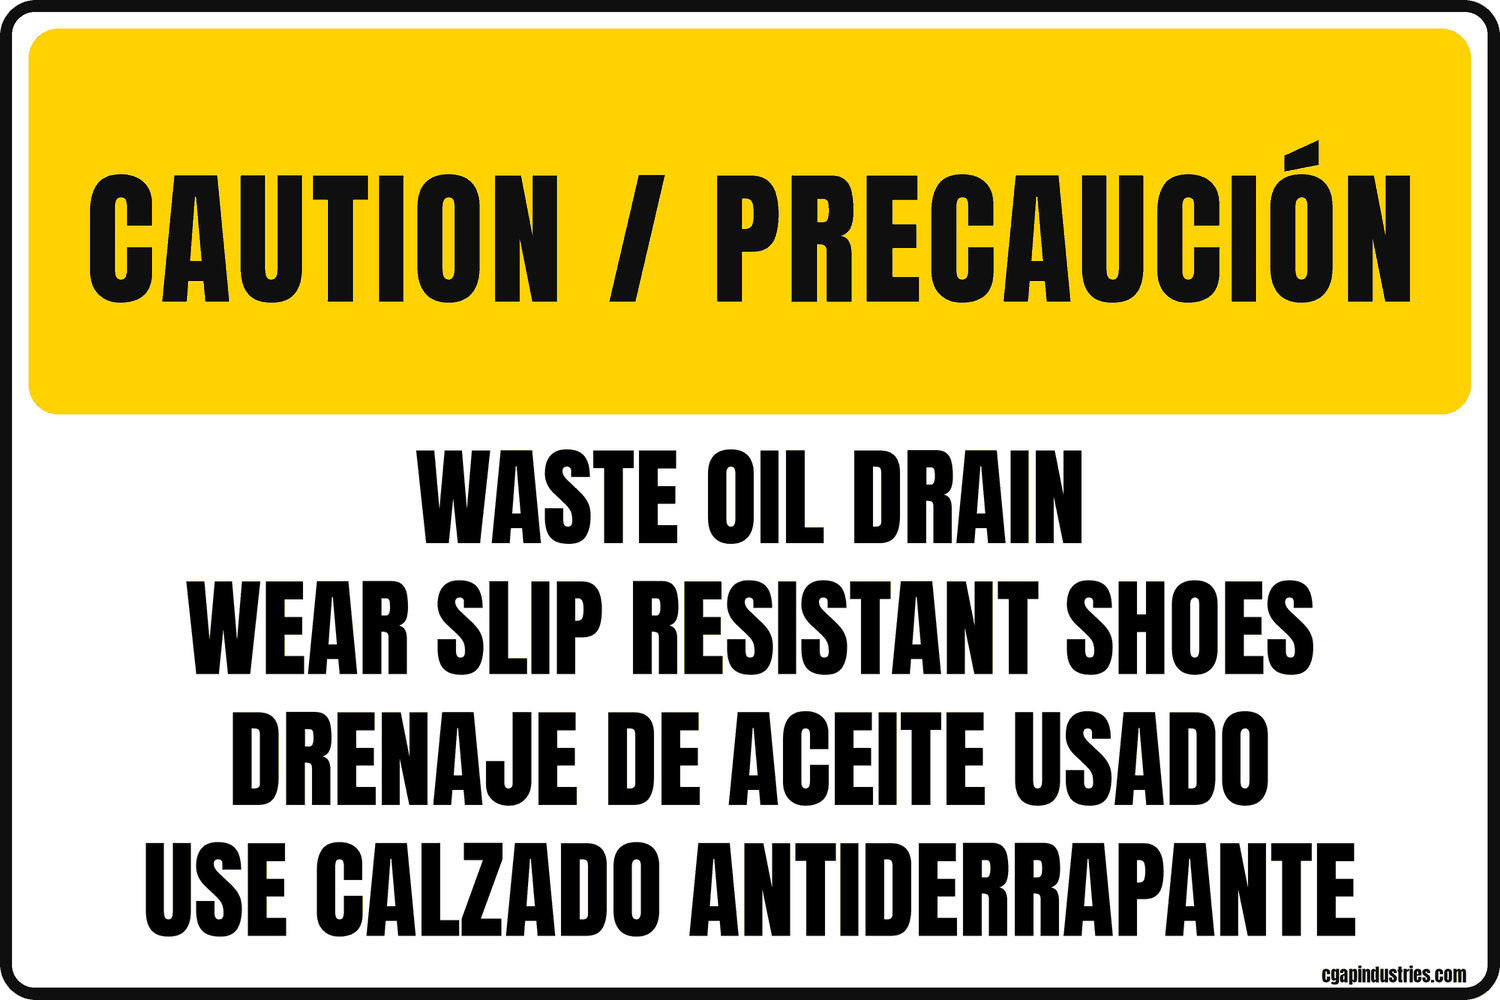 CAUTION / PRECAUCIÓN
WASTE OIL DRAIN
WEAR SLIP RESISTANT SHOES
DRENAJE DE ACEITE USADO
USE CALZADO ANTIDERRAPANTE
cgapindustries.com